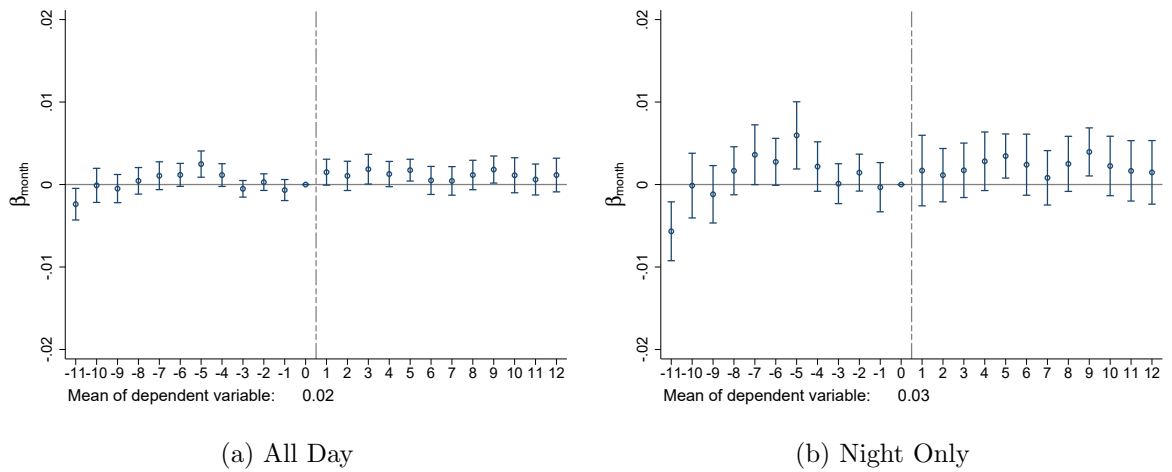 .02
.01
0
-.01
-.02
βmonth
-11 -10 -9 -8 -7 -6 -5 -4 -3 -2 -1 0 1 2 3 4 5 6 7 8 9 10 11 12
Mean of dependent variable: 0.02
(a) All Day
.02
.01
0
-.01
-.02
βmonth
-11 -10 -9 -8 -7 -6 -5 -4 -3 -2 -1 0 1 2 3 4 5 6 7 8 9 10 11 12
Mean of dependent variable: 0.03
(b) Night Only